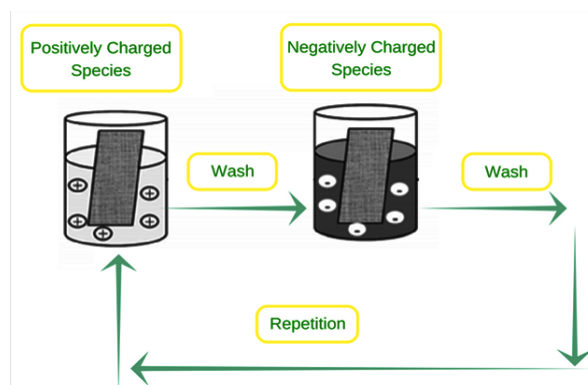 Positively Charged
Species
Negatively Charged
Species
Wash
Wash
Repetition